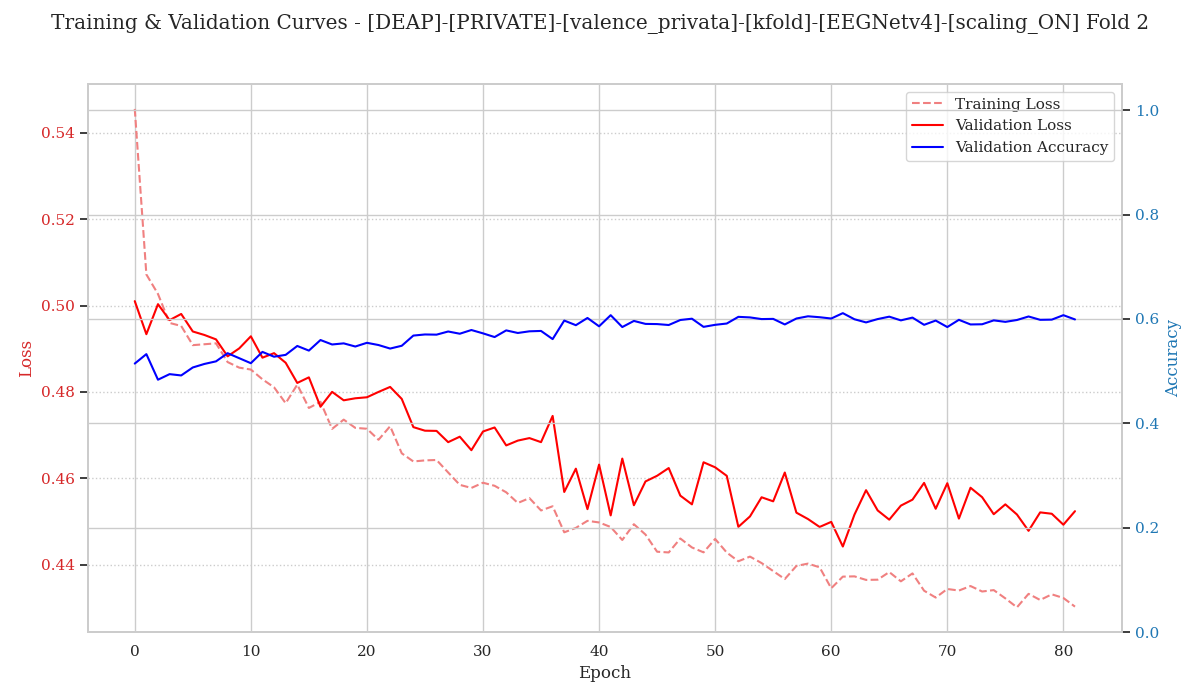 Training & Validation Curves - [DEAP]-[PRIVATE]-[valence_privata]-[kfold]-[EEGNetv4]-[scaling_ON] Fold 2
Training Loss
Validation Loss
Validation Accuracy
0.54
0.52
0.50
0.48
0.46
0.44
Loss
1.0
0.8
0.6
0.4
0.2
0.0
Accuracy
0 10 20 30 40 50 60 70 80
Epoch